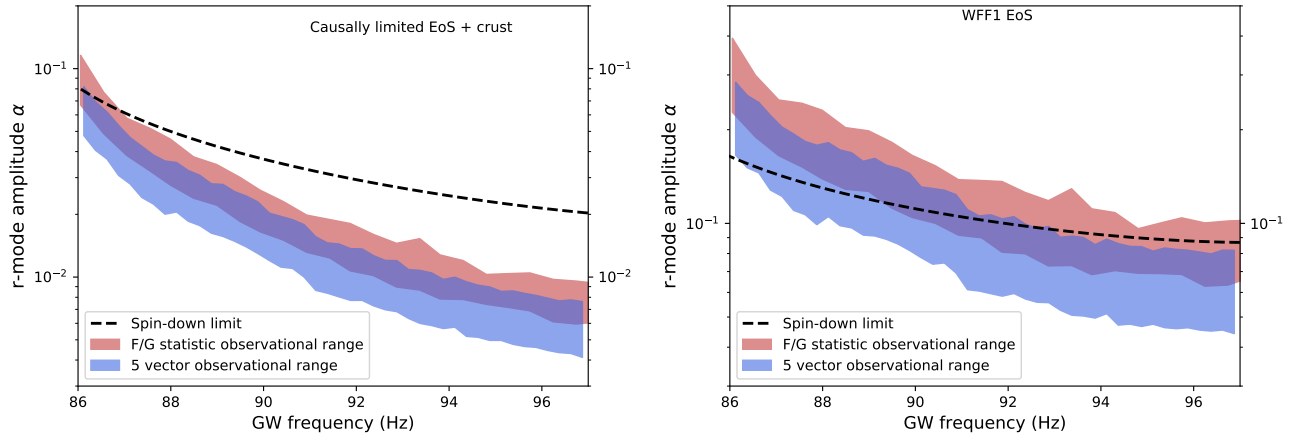 Causally limited EoS + crust
10⁻¹
10⁻²
10⁻¹
10⁻²
r-mode amplitude α
Spin-down limit
F/G statistic observational range
5 vector observational range
86 88 90 92 94 96
GW frequency (Hz)
WFF1 EoS
10⁻¹
10⁻¹
r-mode amplitude α
Spin-down limit
F/G statistic observational range
5 vector observational range
86 88 90 92 94 96
GW frequency (Hz)